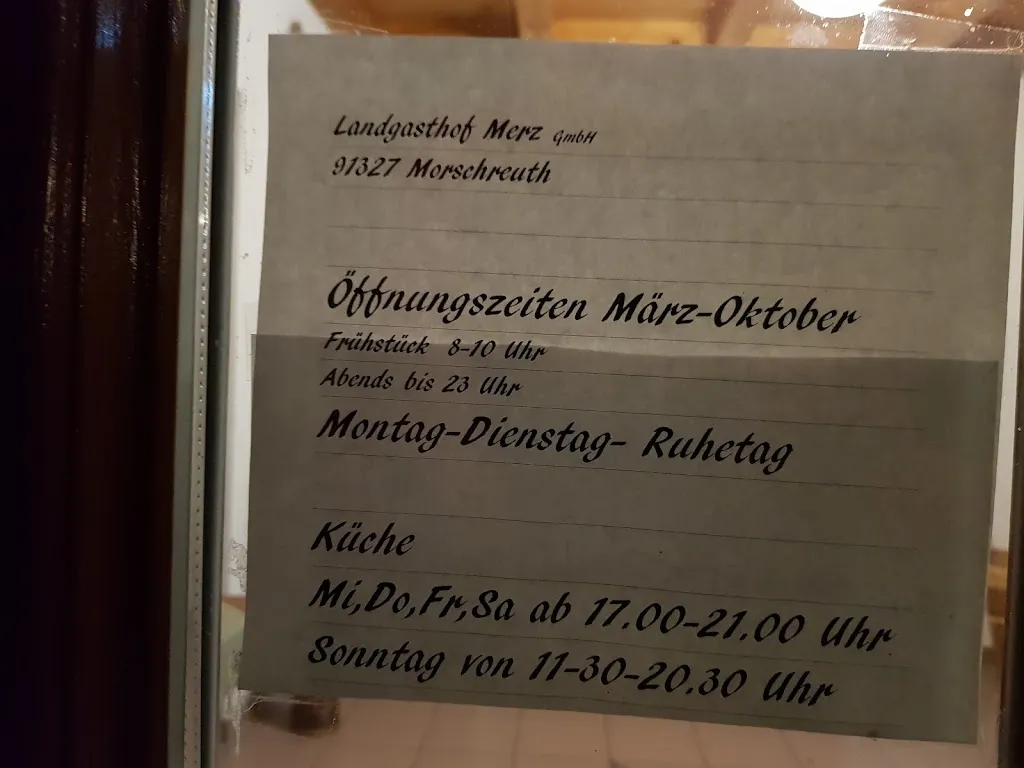 Landgasthof Merz GmbH
91327 Morschreuth
Öffnungszeiten März-Oktober
Frühstück 8-10 Uhr
Abends bis 23 Uhr
Montag-Dienstag- Ruhetag
Küche
Mi,Do,Fr,Sa ab 17.00-21.00 Uhr
Sonntag von 11-30-20.30 Uhr